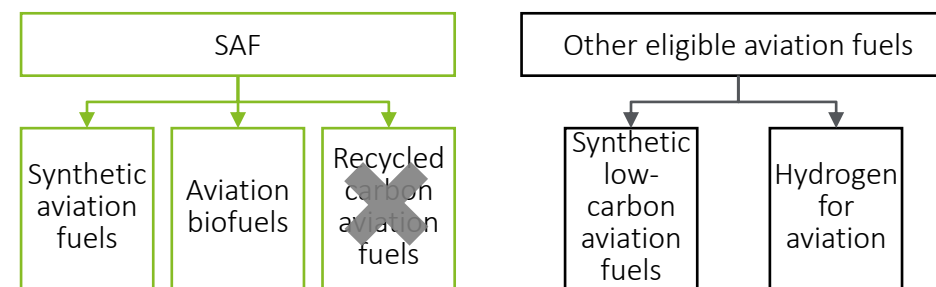 SAF
Other eligible aviation fuels
Synthetic
aviation
fuels
Aviation
biofuels
Recycled
carbon
aviation
fuels
Synthetic
low-
carbon
aviation
fuels
Hydrogen
for
aviation